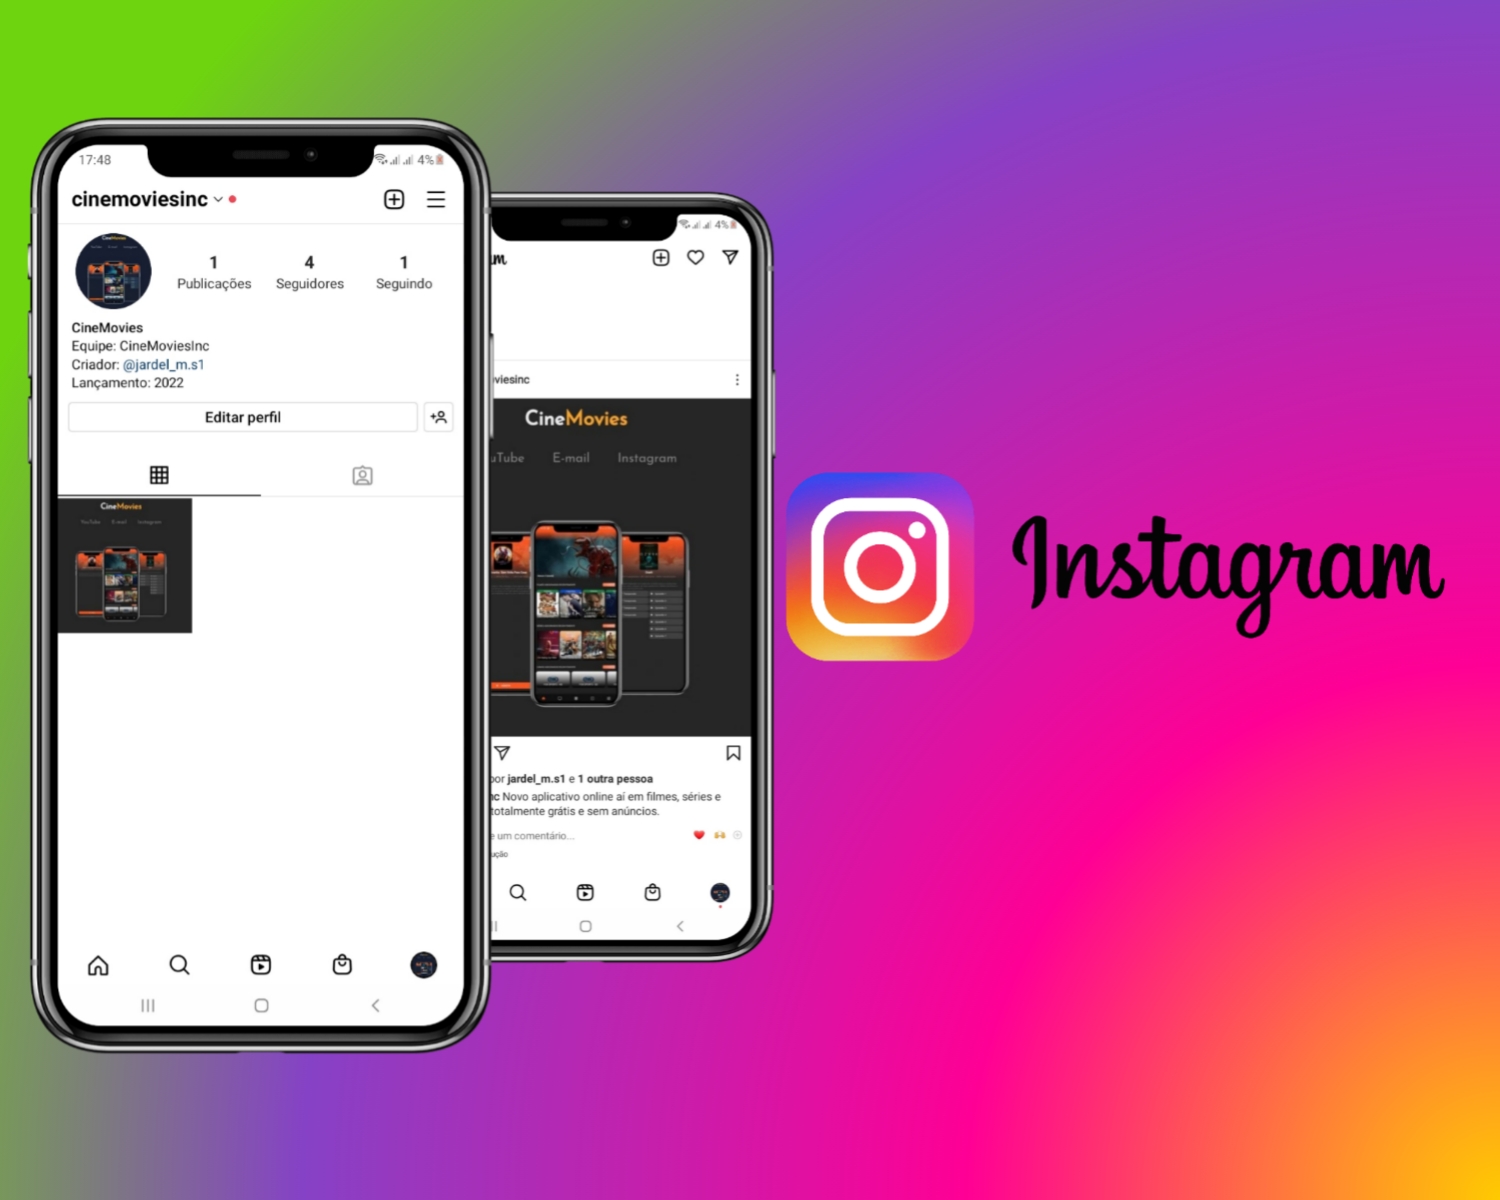 17:48
4%
cinemoviesinc
1
4
1
Publicações
Seguidores
Seguindo
CineMovies
Equipe: CineMoviesInc
Criador: @jardel_m.s1
Lançamento: 2022
Editar perfil
CineMovies
YouTube E-mail Instagram
4%
m
viesinc
CineMovies
uTube E-mail Instagram
por jardel_m.s1 e 1 outra pessoa
nc Novo aplicativo online aí em filmes, séries e
totalmente grátis e sem anúncios.
e um comentário...
ução
Instagram